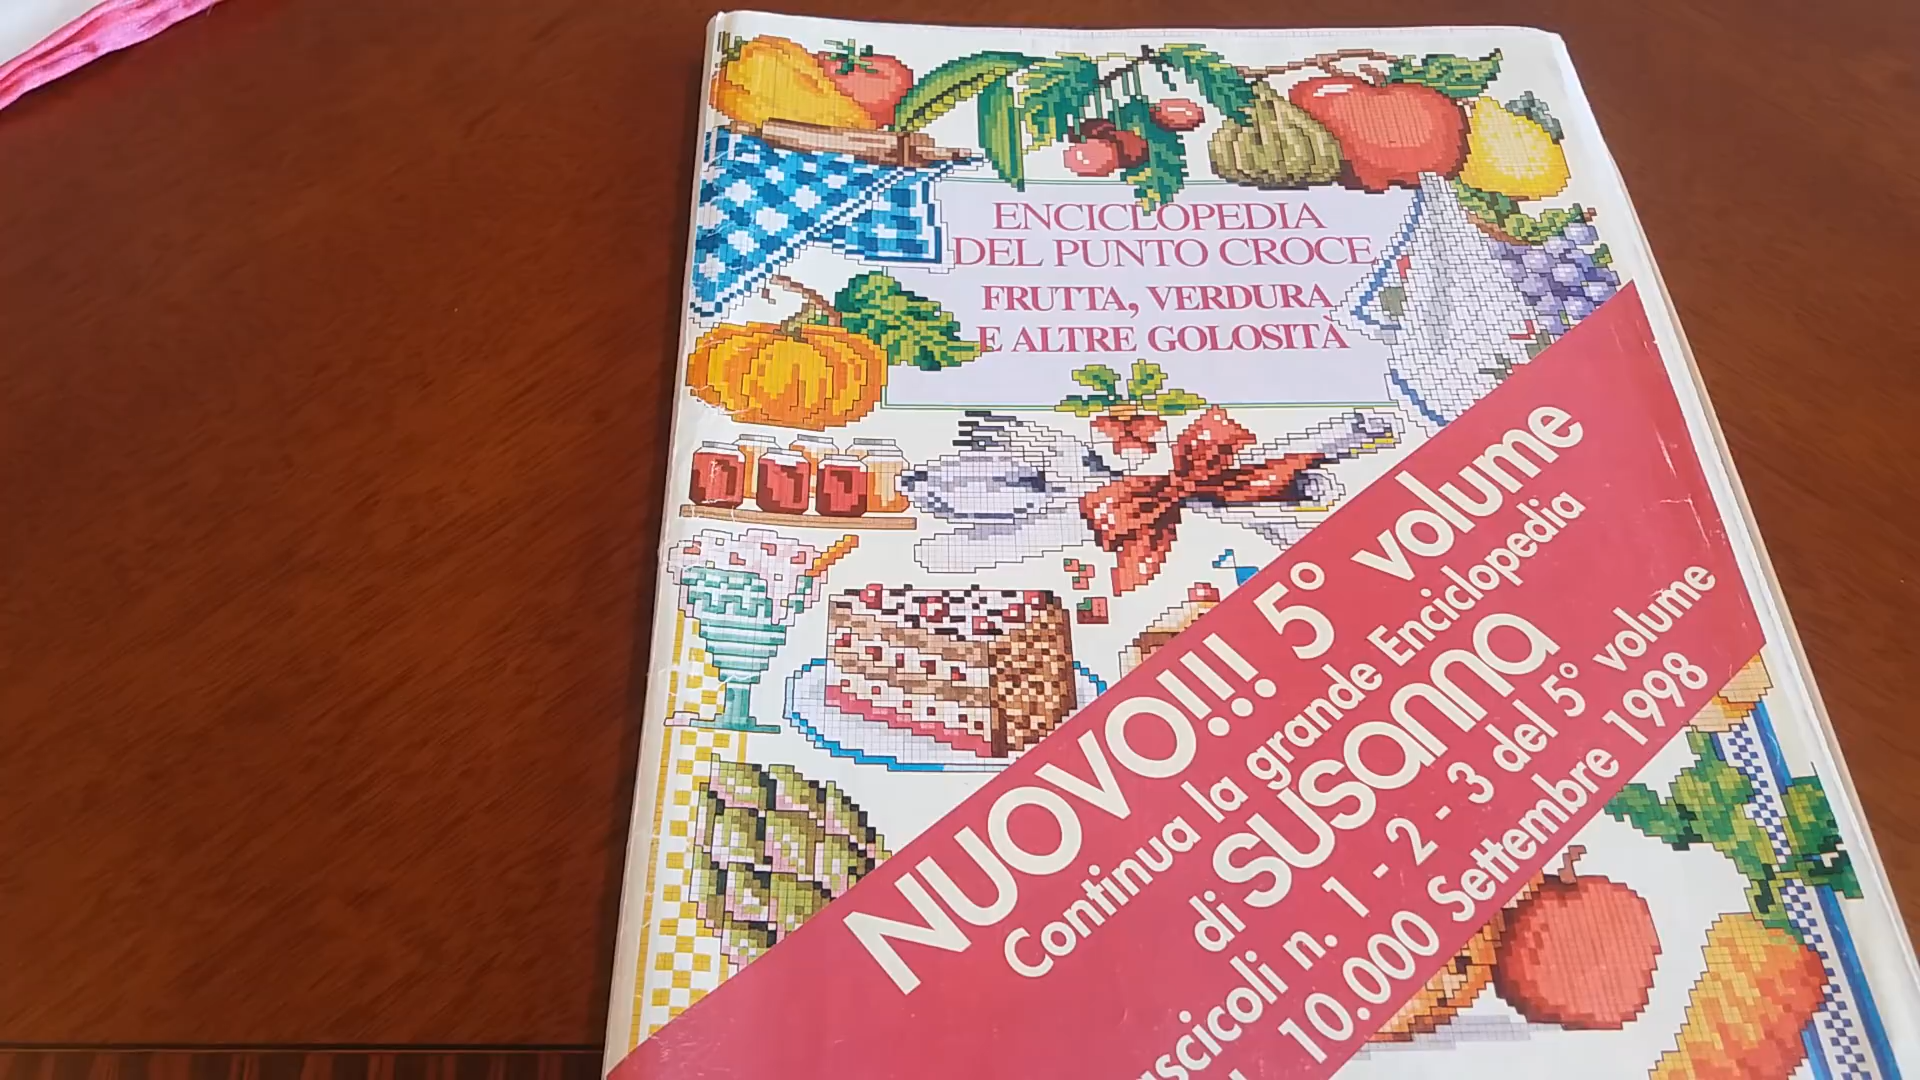 ENCICLOPEDIA
DEL PUNTO CROCE
FRUTTA, VERDURA
E ALTRE GOLOSITÀ
NUOVO!!! 5° volume
Continua la grande Enciclopedia
di susanna
n. 1 - 2 - 3 del 5° volume
10.000 Settembre 1998